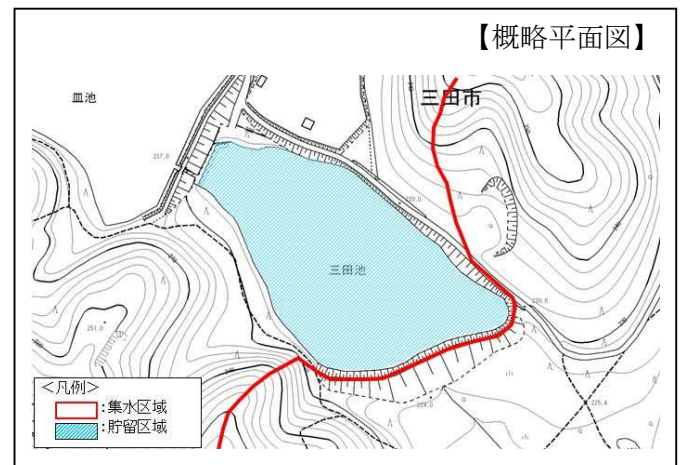 【概略平面図】
皿池
三田市
237.0
230.0
三田池
230.8
251.0
224.0
225.4
<凡例>
:集水区域
:貯留区域